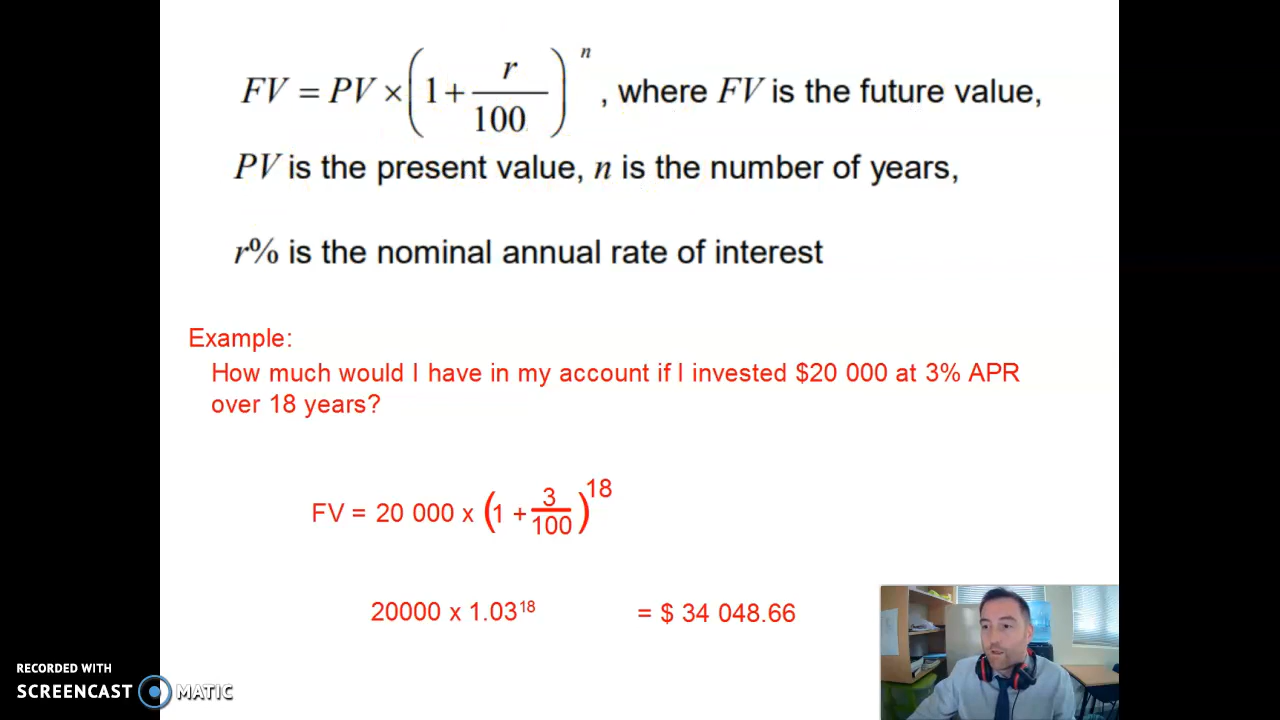 FV = PV × (1 + r/100)^n , where FV is the future value,
PV is the present value, n is the number of years,
r% is the nominal annual rate of interest
Example:
How much would I have in my account if I invested $20 000 at 3% APR
over 18 years?
FV = 20 000 x (1 + 3/100)^18
20000 x 1.03^18 = $ 34 048.66
RECORDED WITH
SCREENCAST MATIC